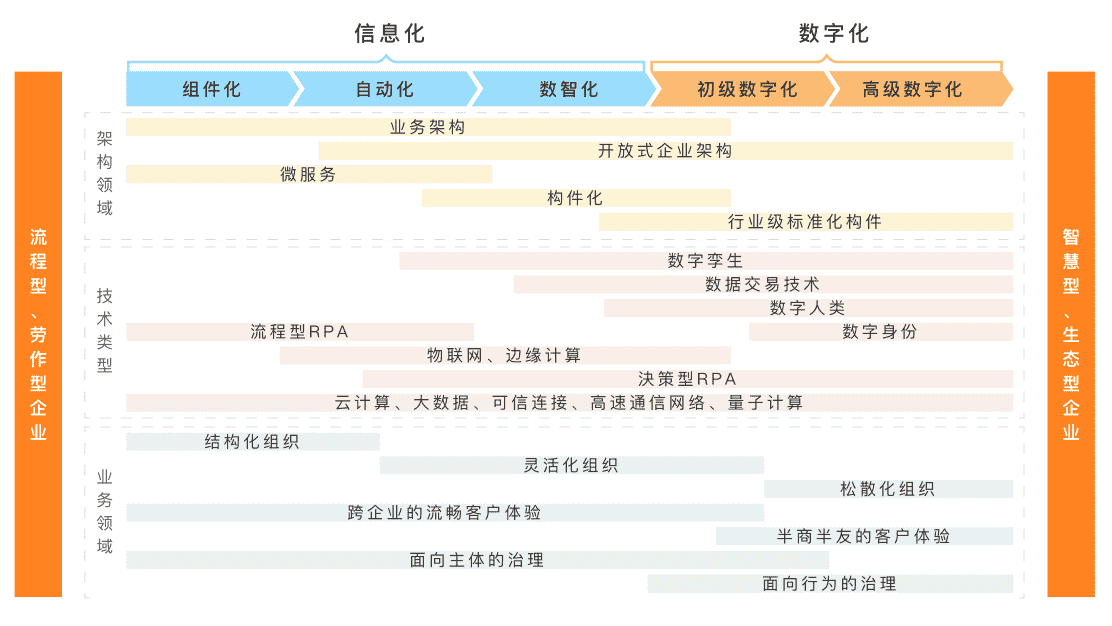 信息化
数字化
组件化
自动化
数智化
初级数字化
高级数字化
流程型、劳作型企业
架构领域
业务架构
开放式企业架构
微服务
构件化
行业级标准化构件
技术类型
数字孪生
数据交易技术
数字人类
流程型RPA
数字身份
物联网、边缘计算
決策型RPA
云计算、大数据、可信连接、高速通信网络、量子计算
业务领域
结构化组织
灵活化组织
松散化组织
跨企业的流畅客户体验
半商半友的客户体验
面向主体的治理
面向行为的治理
智慧型、生态型企业